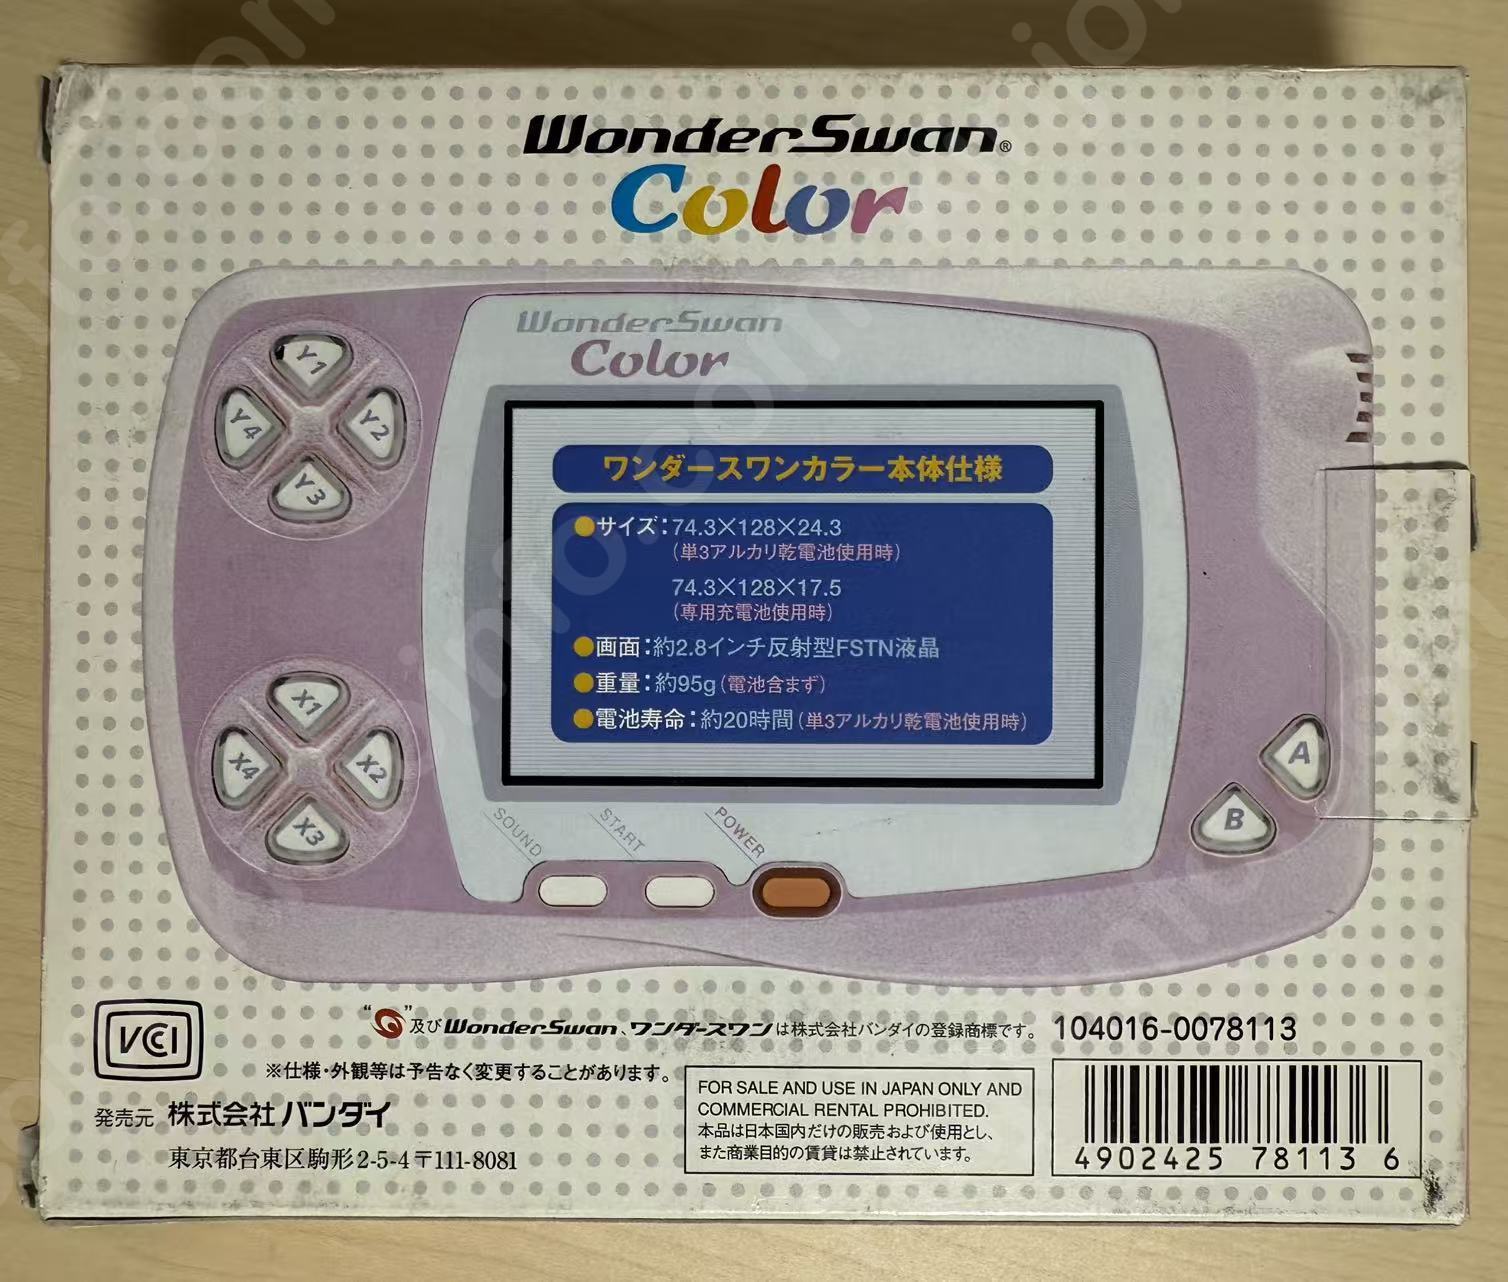 WonderSwan®
Color
WonderSwan
Color
Y1
Y4
Y2
Y3
ワンダースワンカラー本体仕様
●サイズ:74.3×128×24.3
(単3アルカリ乾電池使用時)
74.3×128×17.5
(専用充電池使用時)
●画面:約2.8インチ反射型FSTN液晶
●重量:約95g(電池含まず)
●電池寿命:約20時間(単3アルカリ乾電池使用時)
X1
X4
X2
X3
A
B
SOUND
START
POWER
VCCI
“ ”及びWonderSwan、ワンダースワンは株式会社バンダイの登録商標です。
104016-0078113
※仕様・外観等は予告なく変更することがあります。
発売元 株式会社バンダイ
東京都台東区駒形2-5-4〒111-8081
FOR SALE AND USE IN JAPAN ONLY AND
COMMERCIAL RENTAL PROHIBITED.
本品は日本国内だけの販売および使用とし、
また商業目的の賃貸は禁止されています。
4902425 78113 6